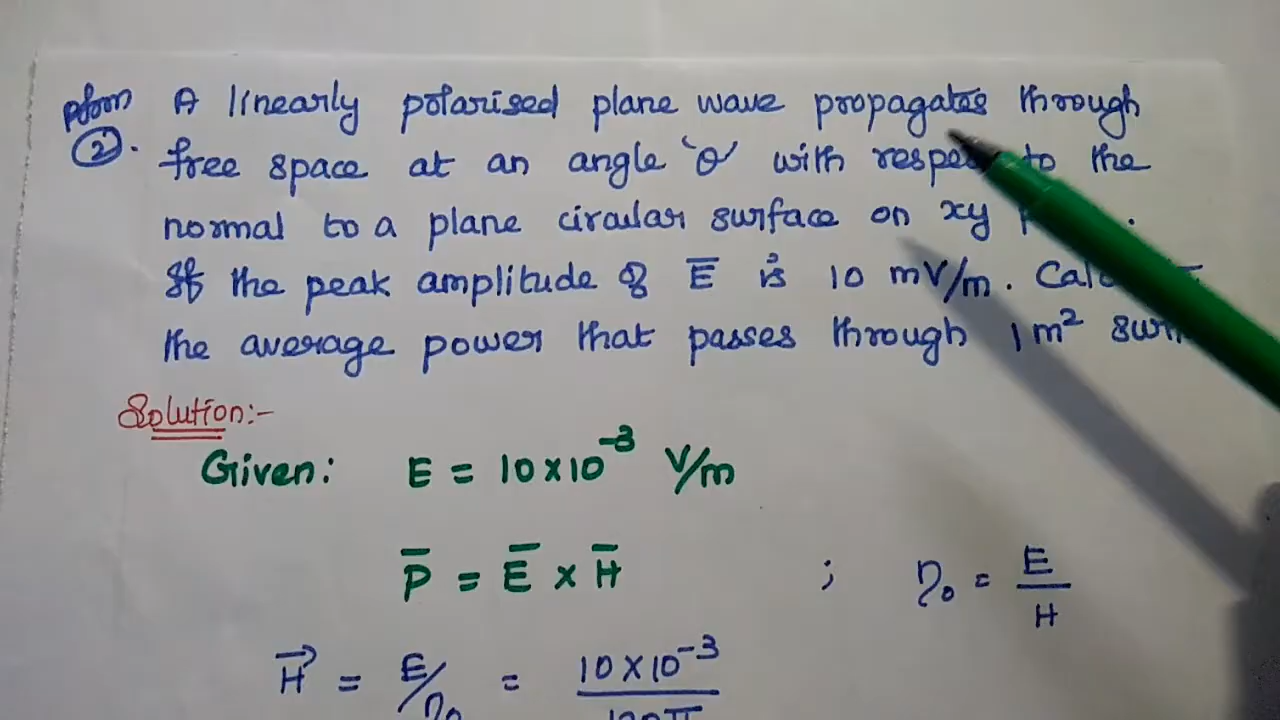 Pbm A linearly polarised plane wave propagates through
②. free space at an angle 'θ' with respect to the
normal to a plane circular surface on xy
If the peak amplitude of E̅ is 10 mV/m.
the average power that passes through 1 m²
Solution:-
Given: E = 10×10⁻³ V/m
P̅ = E̅ × H̅ ; η₀ = E/H
H⃗ = E/η₀ = 10×10⁻³/120π